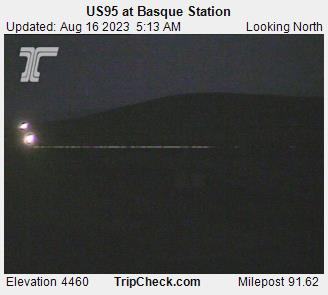 US95 at Basque Station
Updated: Aug 16 2023 5:13 AM Looking North
Elevation 4460 TripCheck.com Milepost 91.62